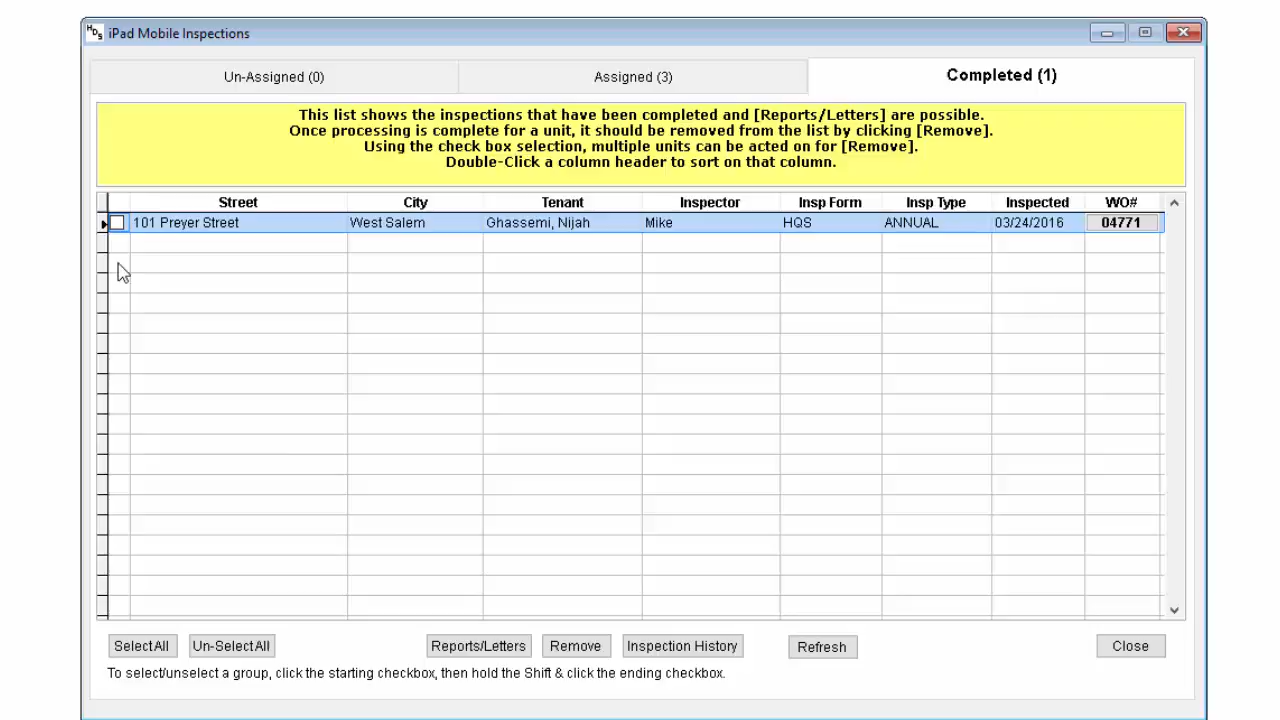 HDS iPad Mobile Inspections
Un-Assigned (0) Assigned (3) Completed (1)
This list shows the inspections that have been completed and [Reports/Letters] are possible.
Once processing is complete for a unit, it should be removed from the list by clicking [Remove].
Using the check box selection, multiple units can be acted on for [Remove].
Double-Click a column header to sort on that column.
Street City Tenant Inspector Insp Form Insp Type Inspected WO#
101 Preyer Street West Salem Ghassemi, Nijah Mike HQS ANNUAL 03/24/2016 04771
Select All Un-Select All Reports/Letters Remove Inspection History Refresh Close
To select/unselect a group, click the starting checkbox, then hold the Shift & click the ending checkbox.